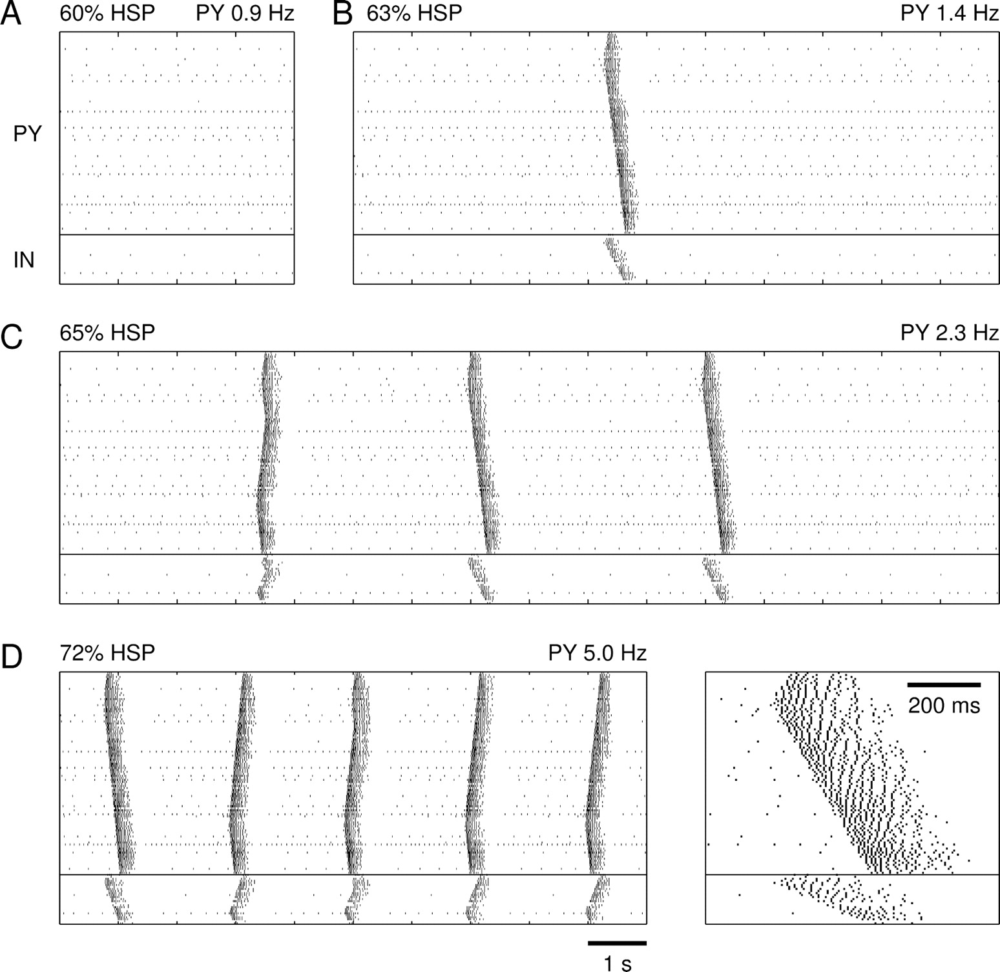 A 60% HSP PY 0.9 Hz
B 63% HSP PY 1.4 Hz
PY
IN
C 65% HSP PY 2.3 Hz
D 72% HSP PY 5.0 Hz
200 ms
1 s